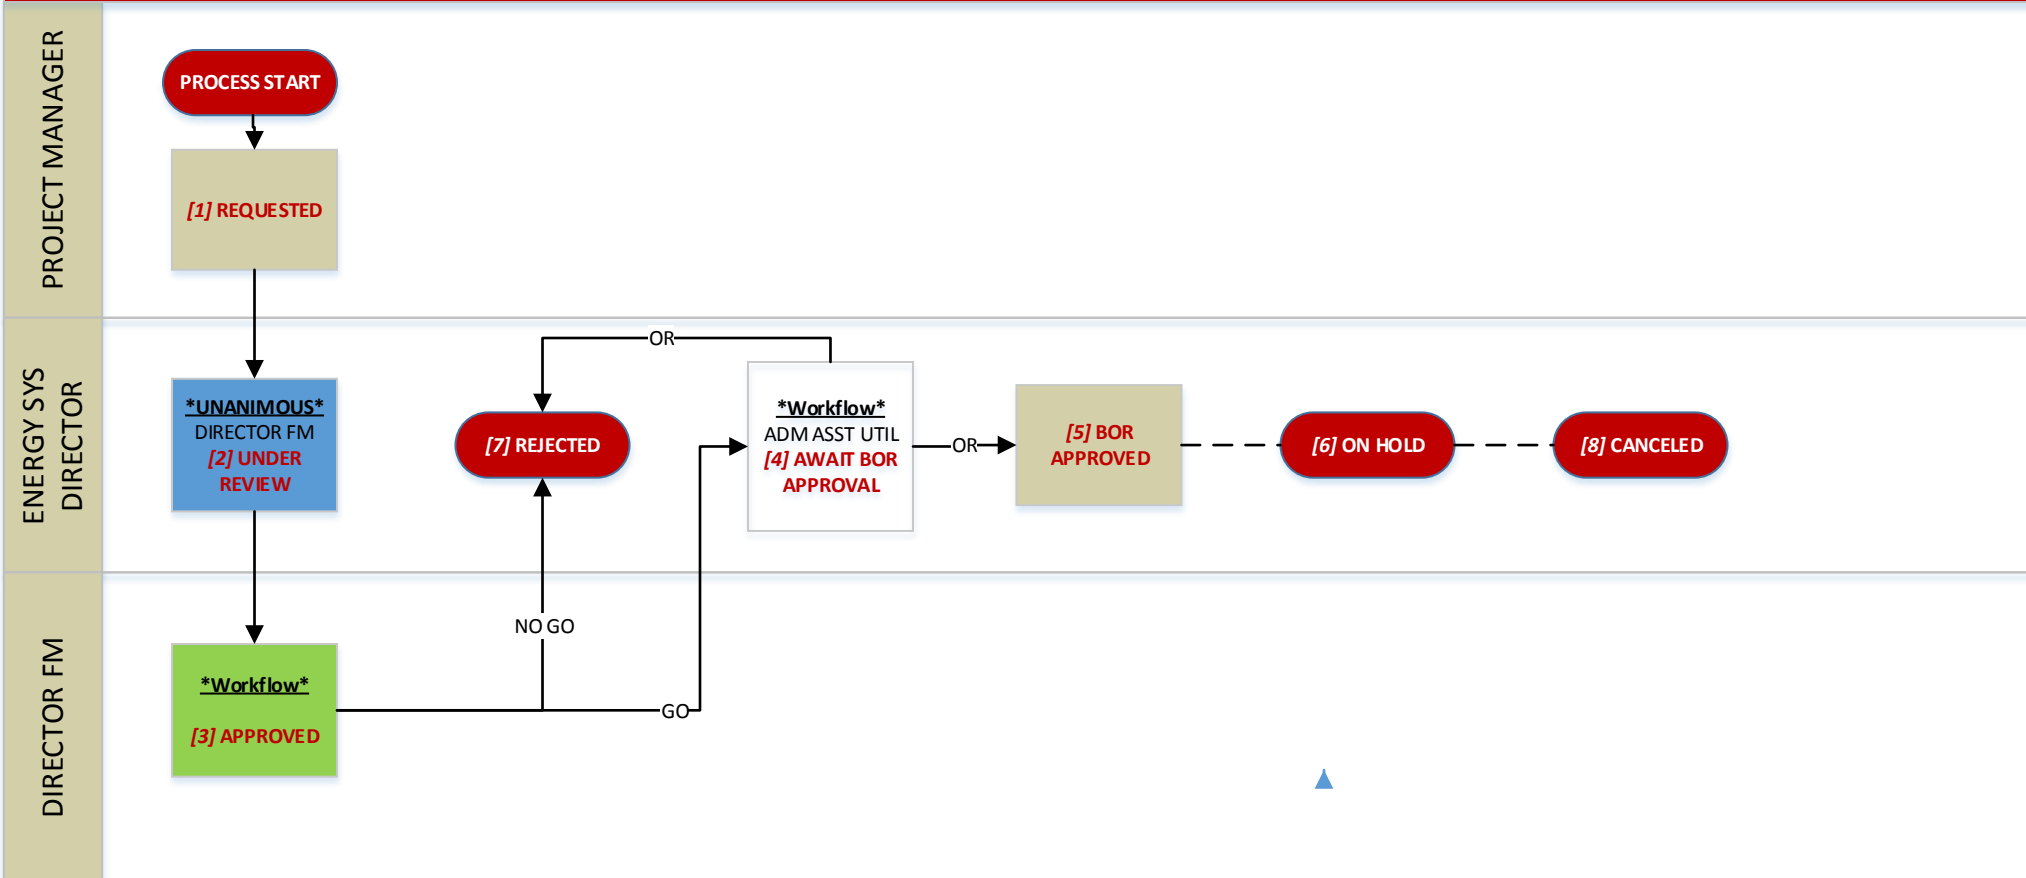 PROJECT MANAGER
PROCESS START
[1] REQUESTED
ENERGY SYS
DIRECTOR
*UNANIMOUS*
DIRECTOR FM
[2] UNDER
REVIEW
OR
[7] REJECTED
*Workflow*
ADM ASST UTIL
[4] AWAIT BOR
APPROVAL
OR
[5] BOR
APPROVED
[6] ON HOLD
[8] CANCELED
DIRECTOR FM
*Workflow*
[3] APPROVED
NO GO
GO